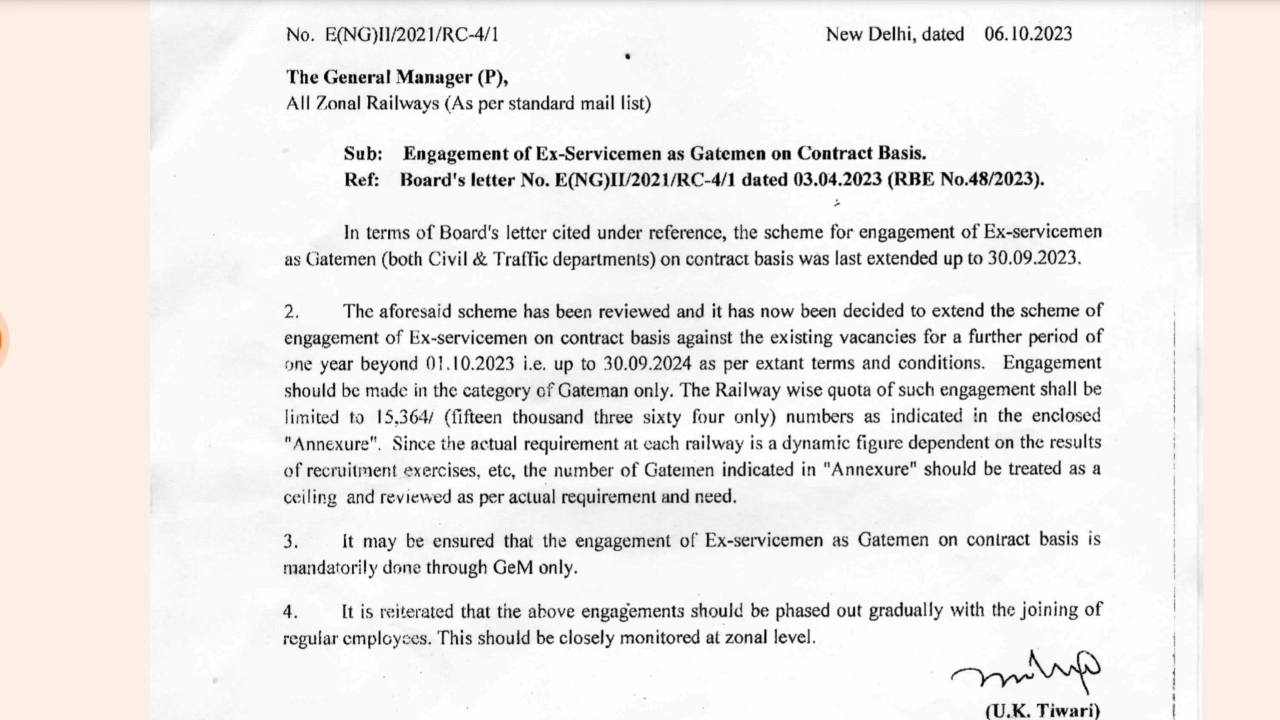 No. E(NG)II/2021/RC-4/1 New Delhi, dated 06.10.2023
The General Manager (P),
All Zonal Railways (As per standard mail list)
Sub: Engagement of Ex-Servicemen as Gatemen on Contract Basis.
Ref: Board's letter No. E(NG)II/2021/RC-4/1 dated 03.04.2023 (RBE No.48/2023).
In terms of Board's letter cited under reference, the scheme for engagement of Ex-servicemen
as Gatemen (both Civil & Traffic departments) on contract basis was last extended up to 30.09.2023.
2. The aforesaid scheme has been reviewed and it has now been decided to extend the scheme of
engagement of Ex-servicemen on contract basis against the existing vacancies for a further period of
one year beyond 01.10.2023 i.e. up to 30.09.2024 as per extant terms and conditions. Engagement
should be made in the category of Gateman only. The Railway wise quota of such engagement shall be
limited to 15,364/ (fifteen thousand three sixty four only) numbers as indicated in the enclosed
"Annexure". Since the actual requirement at each railway is a dynamic figure dependent on the results
of recruitment exercises, etc, the number of Gatemen indicated in "Annexure" should be treated as a
ceiling and reviewed as per actual requirement and need.
3. It may be ensured that the engagement of Ex-servicemen as Gatemen on contract basis is
mandatorily done through GeM only.
4. It is reiterated that the above engagements should be phased out gradually with the joining of
regular employees. This should be closely monitored at zonal level.
(U.K. Tiwari)